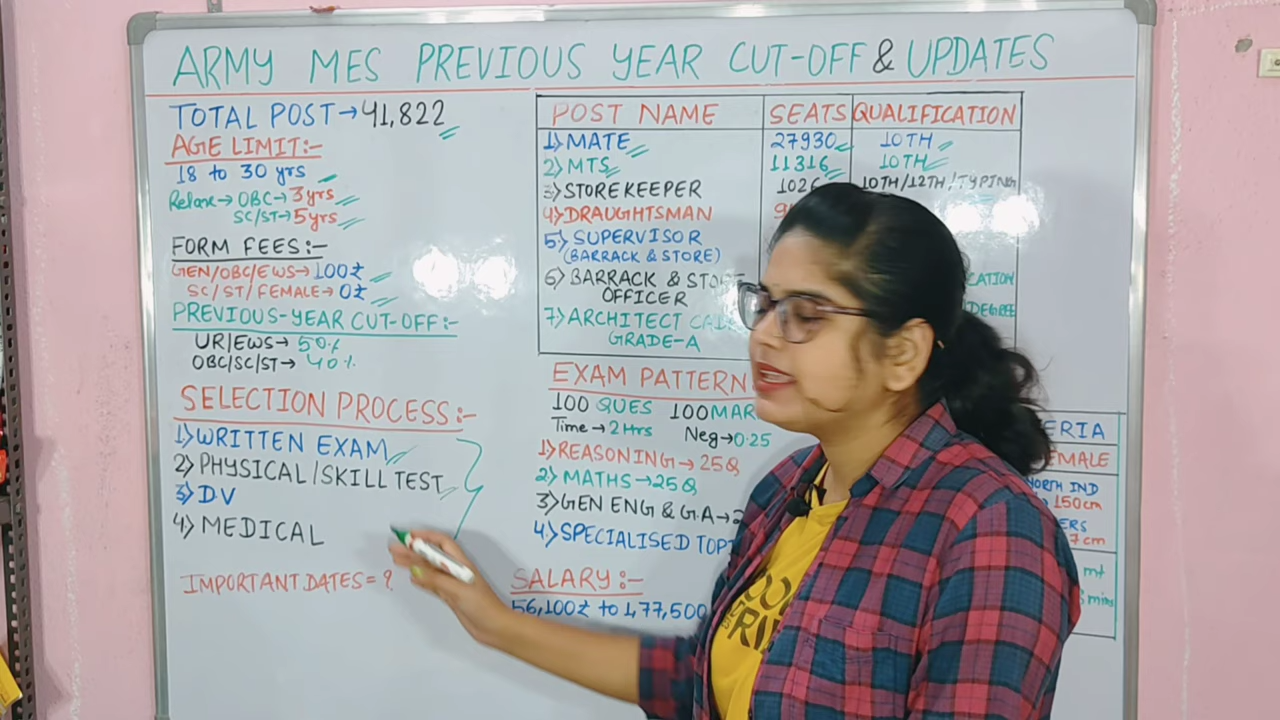 ARMY MES PREVIOUS YEAR CUT-OFF & UPDATES
TOTAL POST→41,822
AGE LIMIT:-
18 to 30 yrs
Relax→OBC→3yrs
SC/ST→5yrs
FORM FEES:-
GEN/OBC/EWS→100₹
SC/ST/FEMALE→0₹
PREVIOUS-YEAR CUT-OFF:-
UR/EWS→50%
OBC/SC/ST→40%
SELECTION PROCESS:-
1)WRITTEN EXAM
2)PHYSICAL/SKILL TEST
3)D.V
4)MEDICAL
IMPORTANT DATES=?
POST NAME SEATS QUALIFICATION
1)MATE 27930 10TH
2)MTS 11316 10TH
3)STOREKEEPER 10TH/12TH/TYPING
4)DRAUGHTSMAN
5)SUPERVISOR
(BARRACK & STORE)
6)BARRACK &
OFFICER
DEGREE
7)ARCHITECT
GRADE-A
EXAM PATTERN
100 QUES 100
Time→2Hrs Neg→0.25
1)REASONING→25Q
2)MATHS→25Q
3)GEN ENG & G.A→
4)SPECIALISED
SALARY:-
56,100₹ to 1,77,500
FEMALE
NORTH IND
150cm